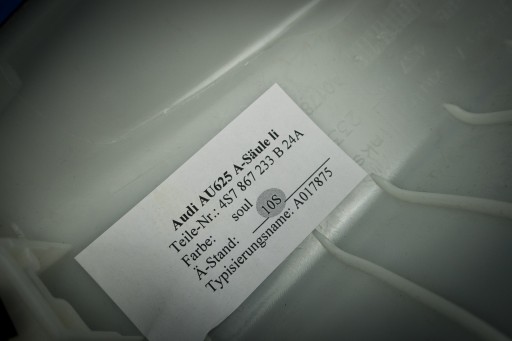 Audi AU625 A-Säule li
Teile-Nr.: 4S7 867 233 B 24A
Farbe: soul
Ä-Stand: 10S
Typisierungsname: A017875